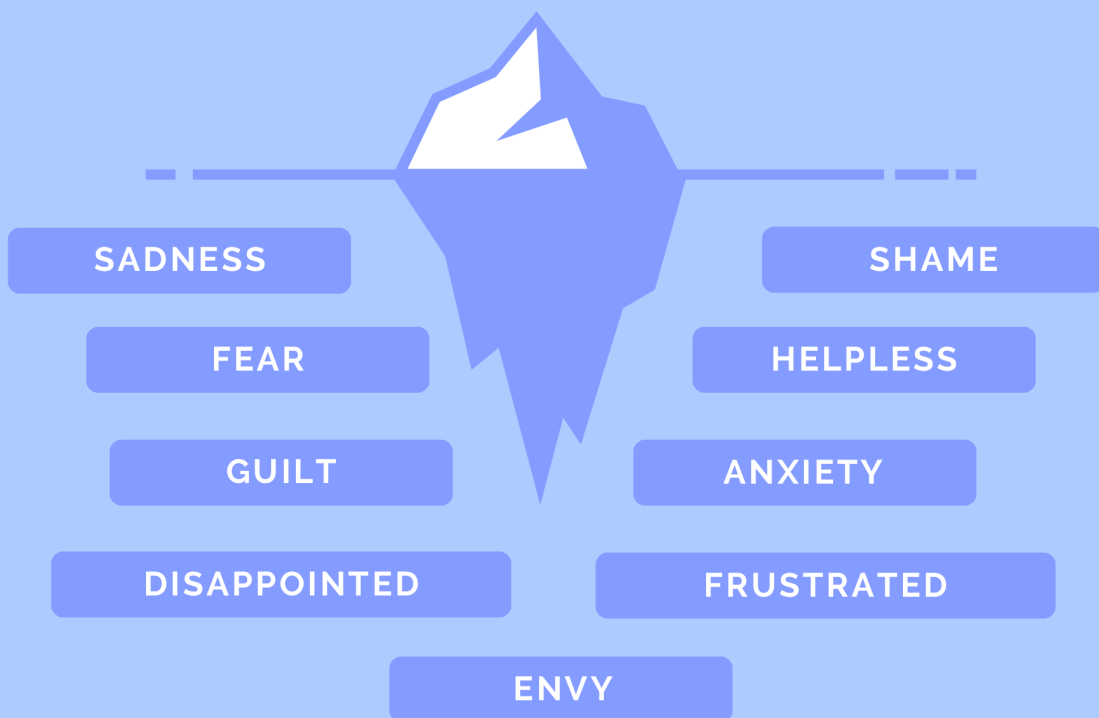 SADNESS
SHAME
FEAR
HELPLESS
GUILT
ANXIETY
DISAPPOINTED
FRUSTRATED
ENVY